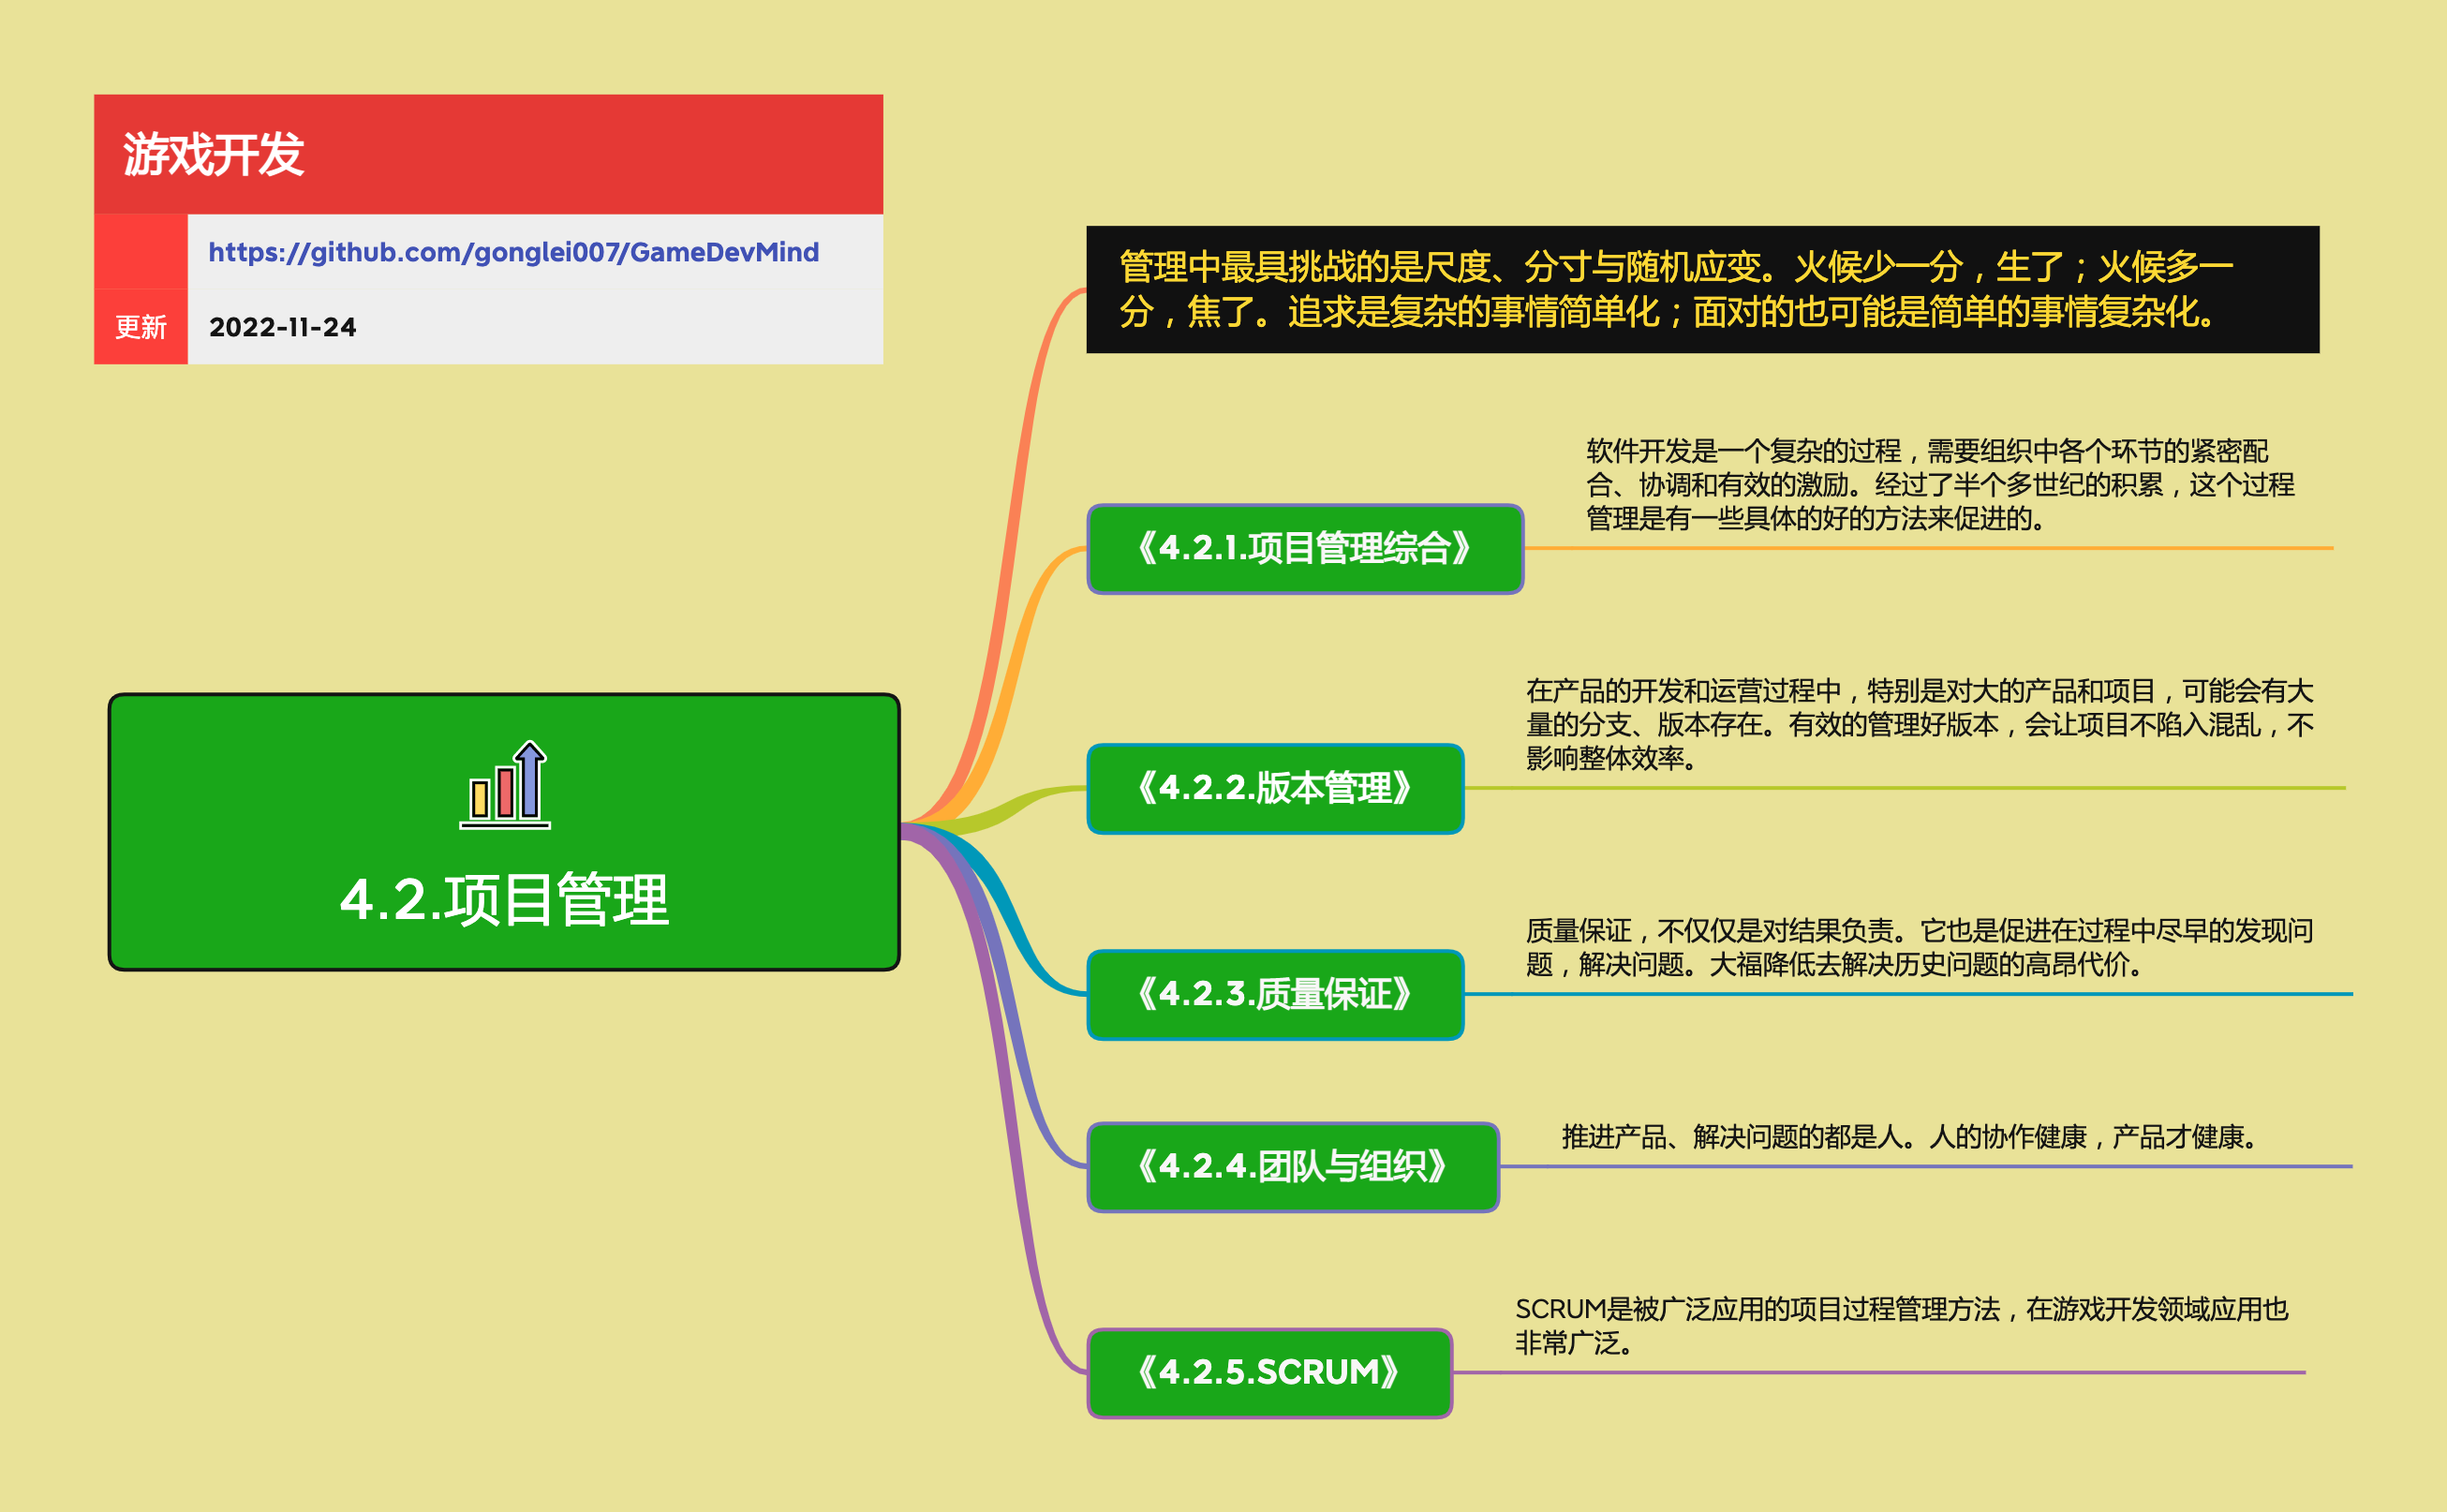 游戏开发
https://github.com/gonglei007/GameDevMind
更新 2022-11-24
4.2.项目管理
管理中最具挑战的是尺度、分寸与随机应变。火候少一分，生了；火候多一
分，焦了。追求是复杂的事情简单化；面对的也可能是简单的事情复杂化。
《4.2.1.项目管理综合》
软件开发是一个复杂的过程，需要组织中各个环节的紧密配
合、协调和有效的激励。经过了半个多世纪的积累，这个过程
管理是有一些具体的好的方法来促进的。
《4.2.2.版本管理》
在产品的开发和运营过程中，特别是对大的产品和项目，可能会有大
量的分支、版本存在。有效的管理好版本，会让项目不陷入混乱，不
影响整体效率。
《4.2.3.质量保证》
质量保证，不仅仅是对结果负责。它也是促进在过程中尽早的发现问
题，解决问题。大福降低去解决历史问题的高昂代价。
《4.2.4.团队与组织》
推进产品、解决问题的都是人。人的协作健康，产品才健康。
《4.2.5.SCRUM》
SCRUM是被广泛应用的项目过程管理方法，在游戏开发领域应用也
非常广泛。